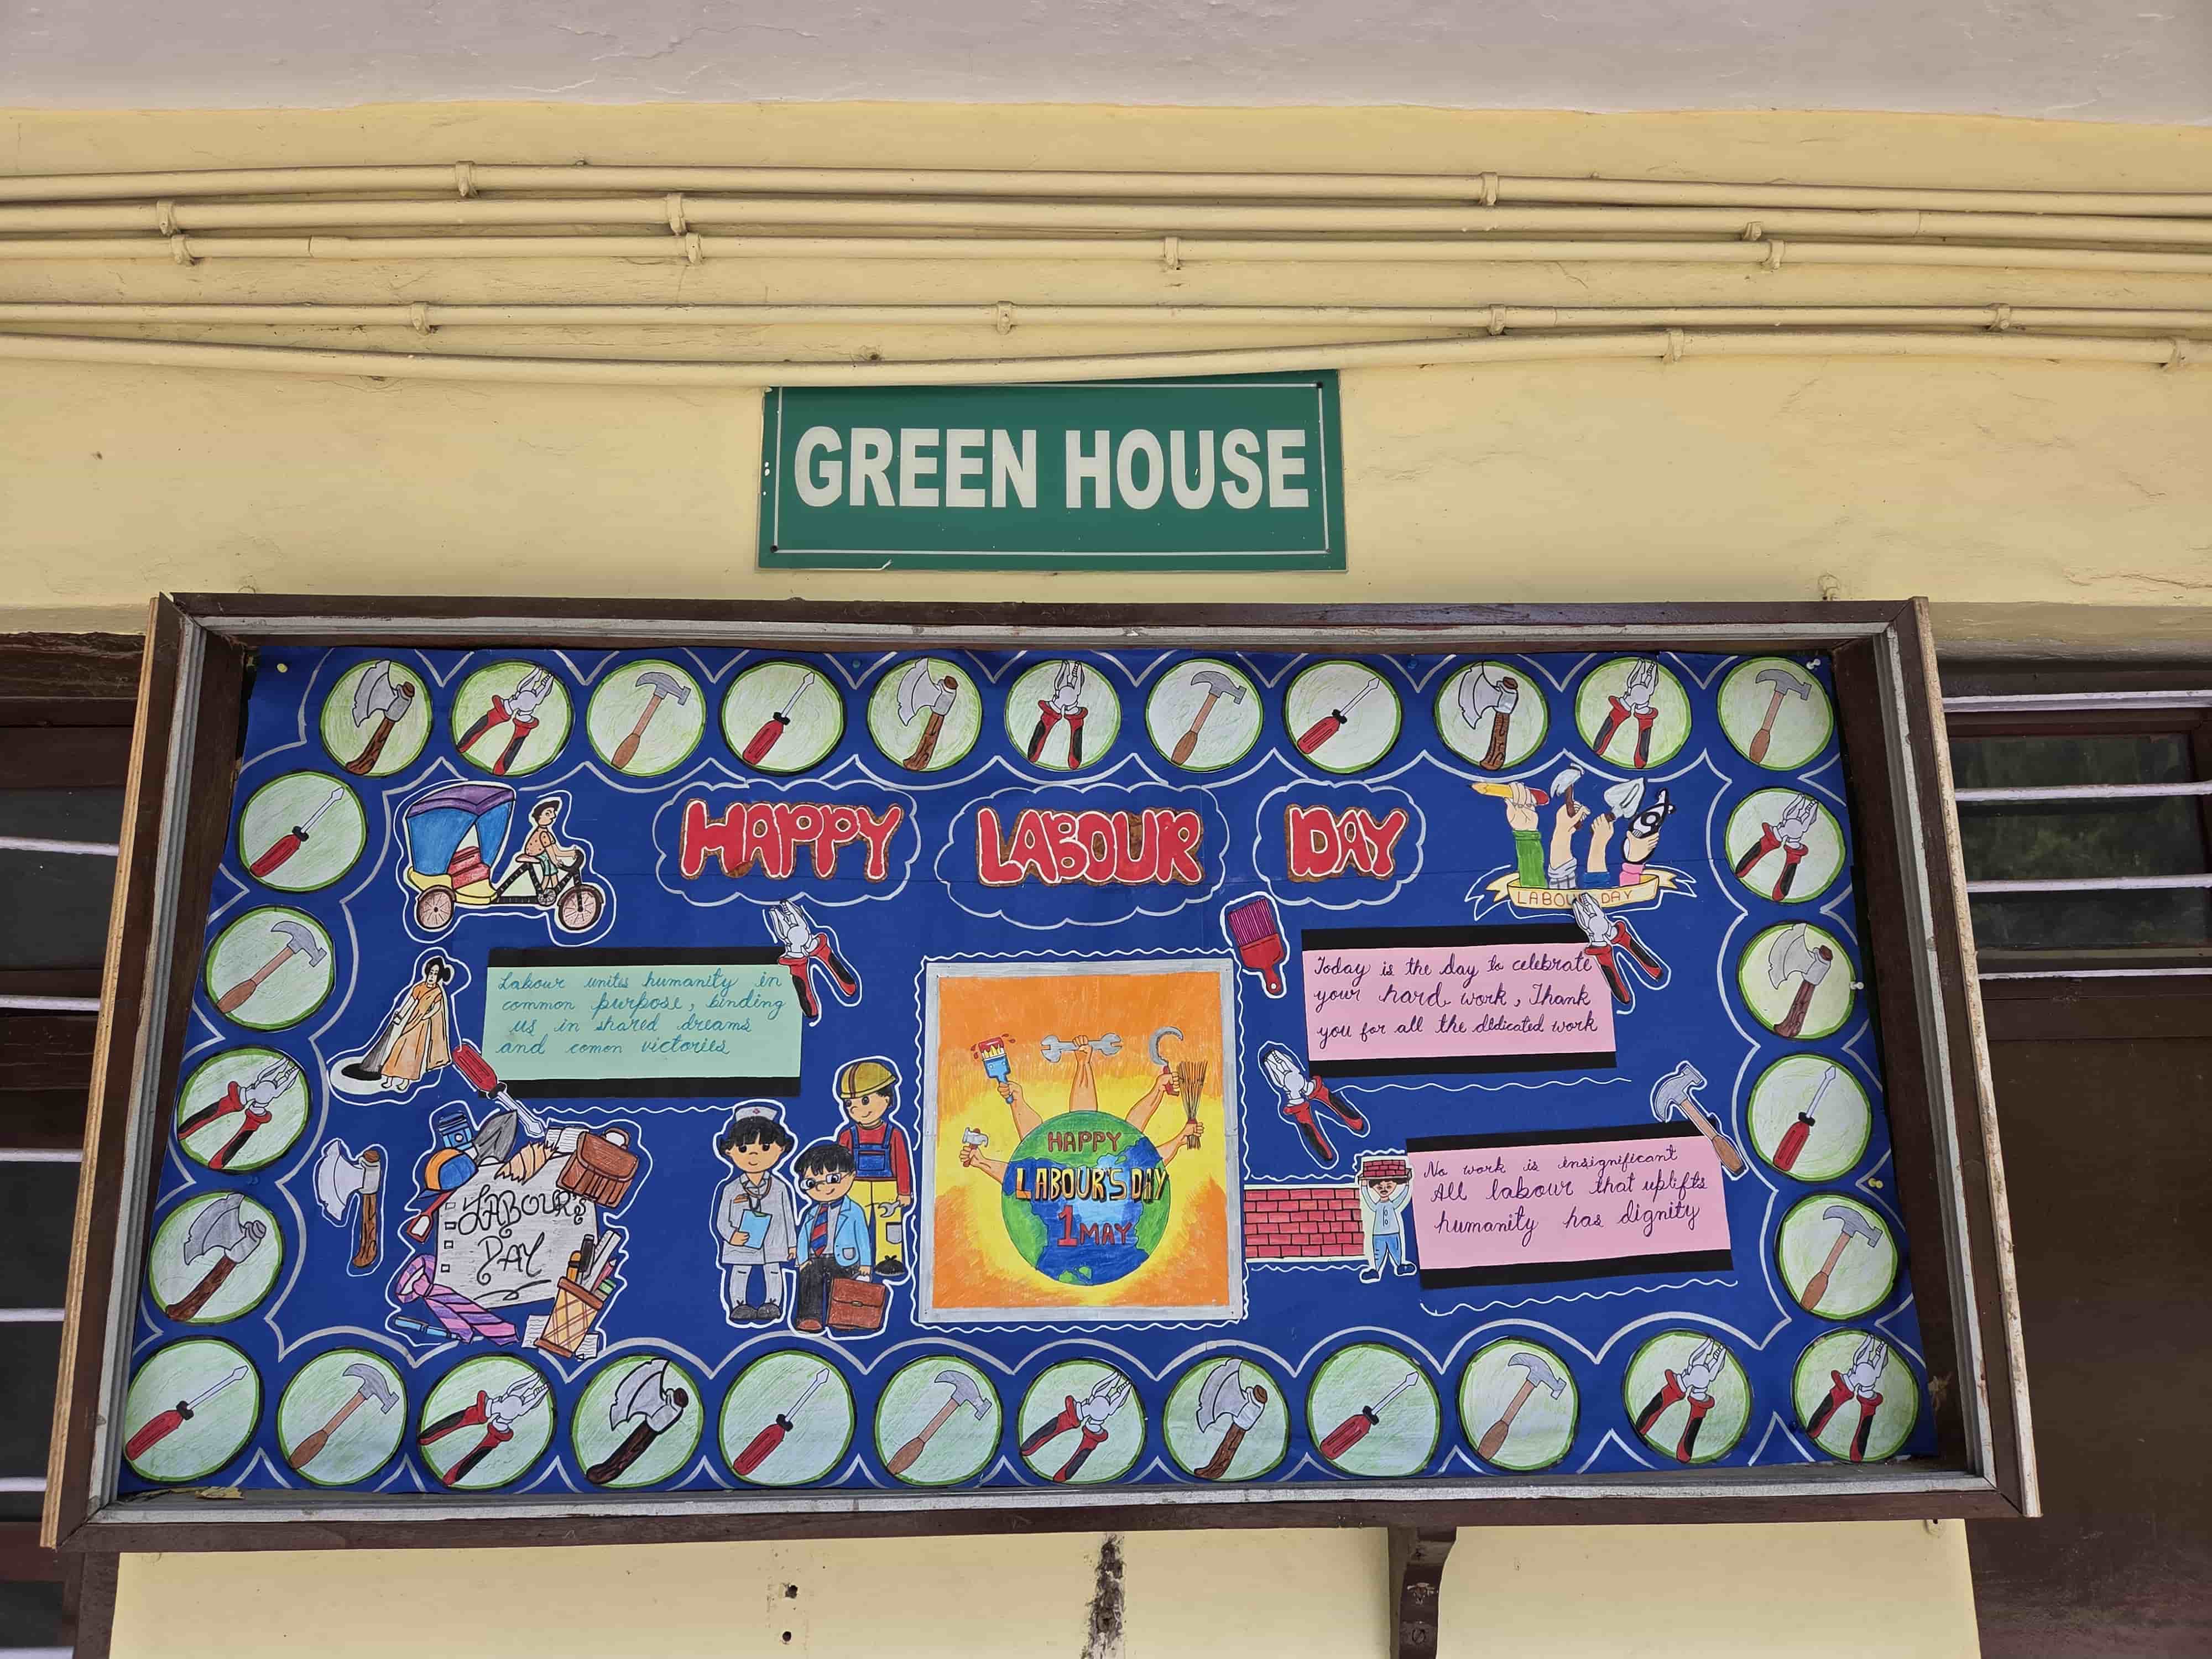 GREEN HOUSE
HAPPY LABOUR DAY
LABOUR DAY
Labour unites humanity in
common purpose, binding
us in shared dreams
and comon victories
Today is the day to celebrate
your hard work, Thank
you for all the dedicated work
HAPPY
LABOUR'S DAY
1 MAY
No work is insignificant
All labour that uplifts
humanity has dignity
LABOUR'S
DAY